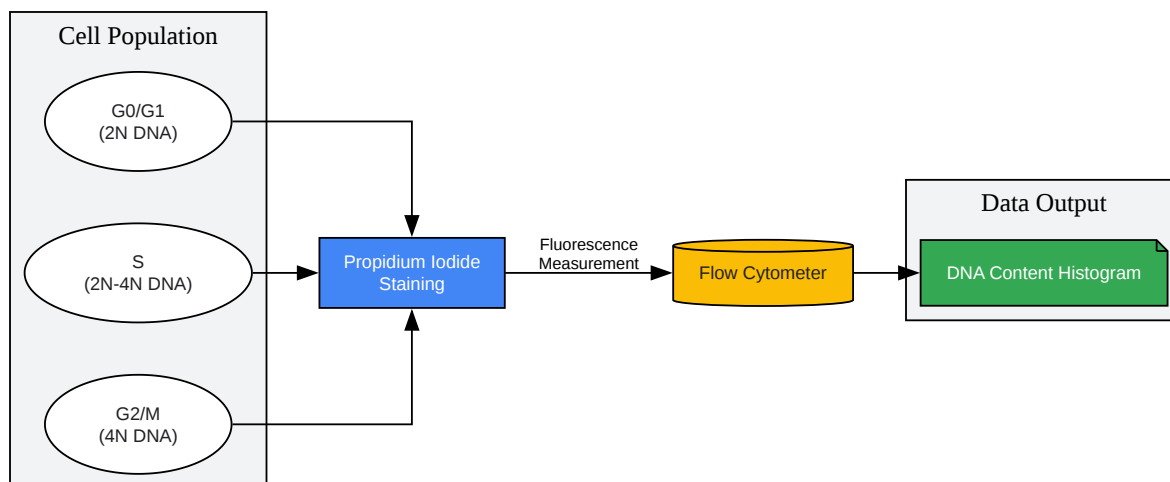 Cell Population
G0/G1
(2N DNA)
S
(2N-4N DNA)
G2/M
(4N DNA)
Propidium Iodide
Staining
Fluorescence
Measurement
Flow Cytometer
Data Output
DNA Content Histogram